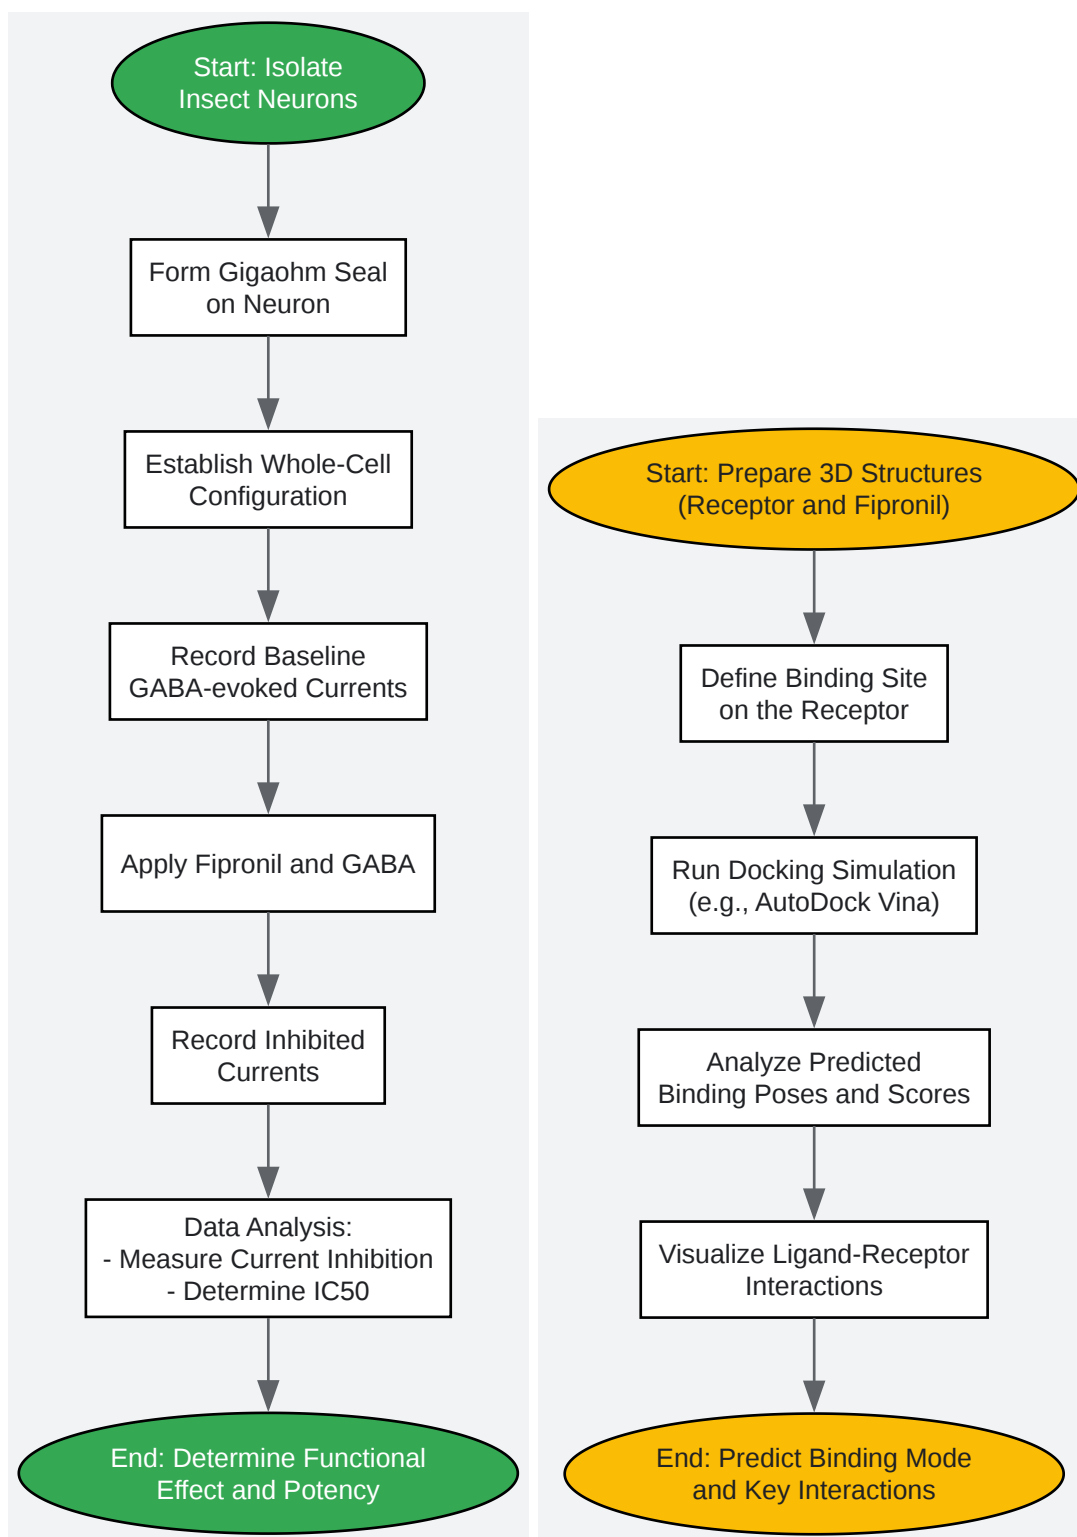 Start: Isolate
Insect Neurons
Form Gigaohm Seal
on Neuron
Establish Whole-Cell
Configuration
Record Baseline
GABA-evoked Currents
Apply Fipronil and GABA
Record Inhibited
Currents
Data Analysis:
- Measure Current Inhibition
- Determine IC50
End: Determine Functional
Effect and Potency
Start: Prepare 3D Structures
(Receptor and Fipronil)
Define Binding Site
on the Receptor
Run Docking Simulation
(e.g., AutoDock Vina)
Analyze Predicted
Binding Poses and Scores
Visualize Ligand-Receptor
Interactions
End: Predict Binding Mode
and Key Interactions